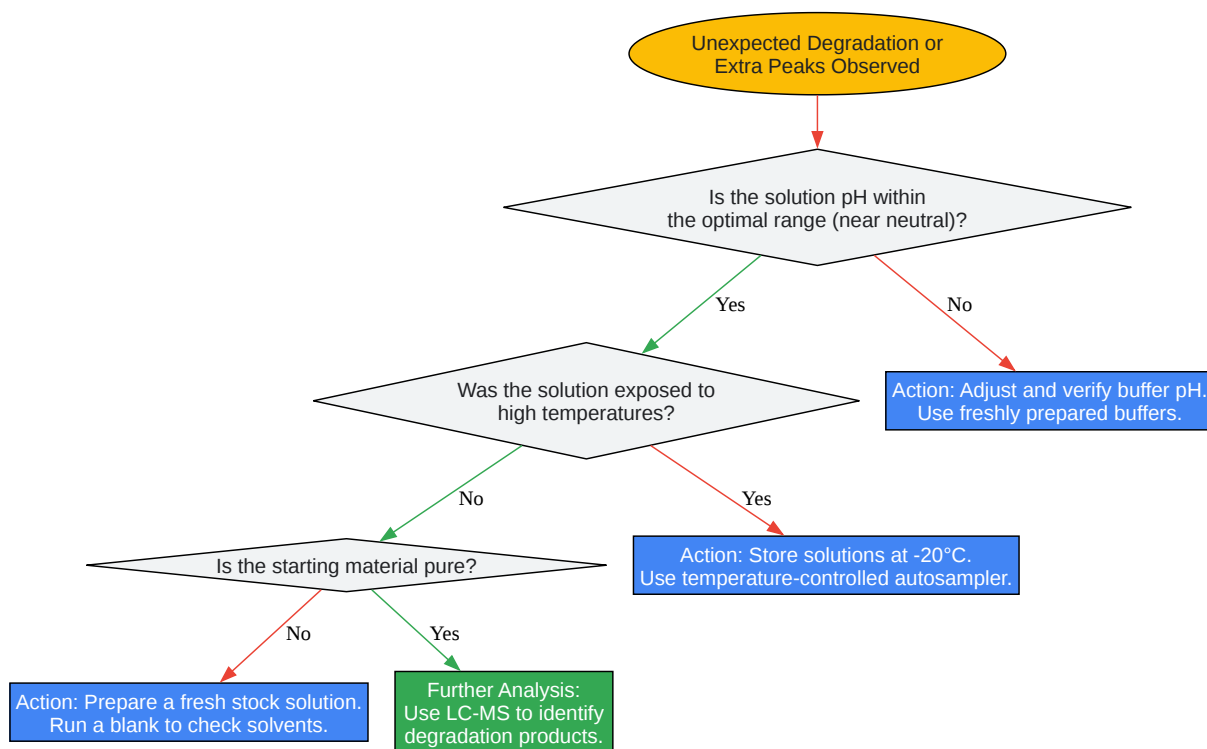 Unexpected Degradation or
Extra Peaks Observed
Is the solution pH within
the optimal range (near neutral)?
Yes
No
Was the solution exposed to
high temperatures?
Action: Adjust and verify buffer pH.
Use freshly prepared buffers.
No
Yes
Is the starting material pure?
Action: Store solutions at -20°C.
Use temperature-controlled autosampler.
No
Yes
Action: Prepare a fresh stock solution.
Run a blank to check solvents.
Further Analysis:
Use LC-MS to identify
degradation products.